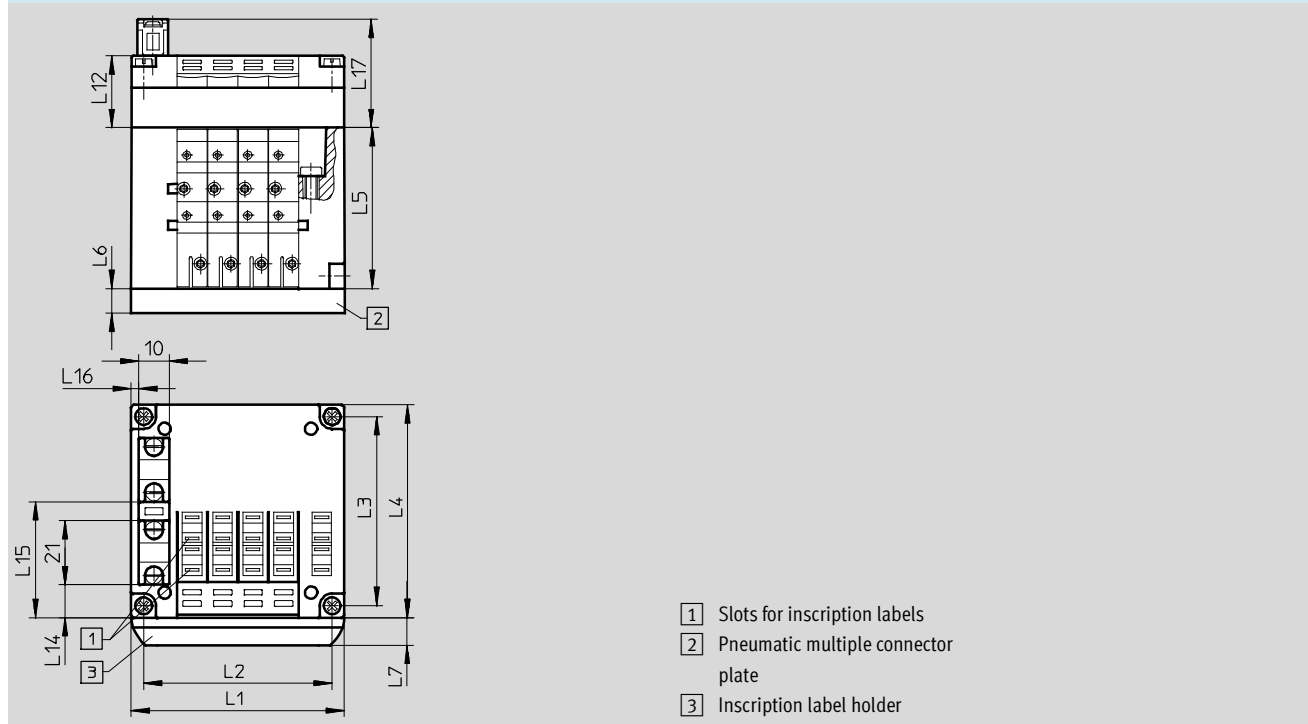 L12
L17
L5
L6
2
10
L16
L3
L4
L15
21
L14
1
3
L7
L2
L1
1 Slots for inscription labels
2 Pneumatic multiple connector
plate
3 Inscription label holder